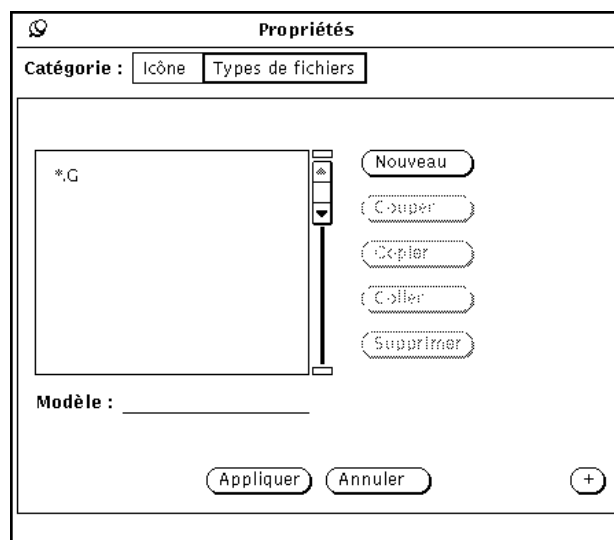 Propriétés
Catégorie : Icône Types de fichiers
*.G
Nouveau
Couper
Copier
Coller
Supprimer
Modèle :
Appliquer Annuler +